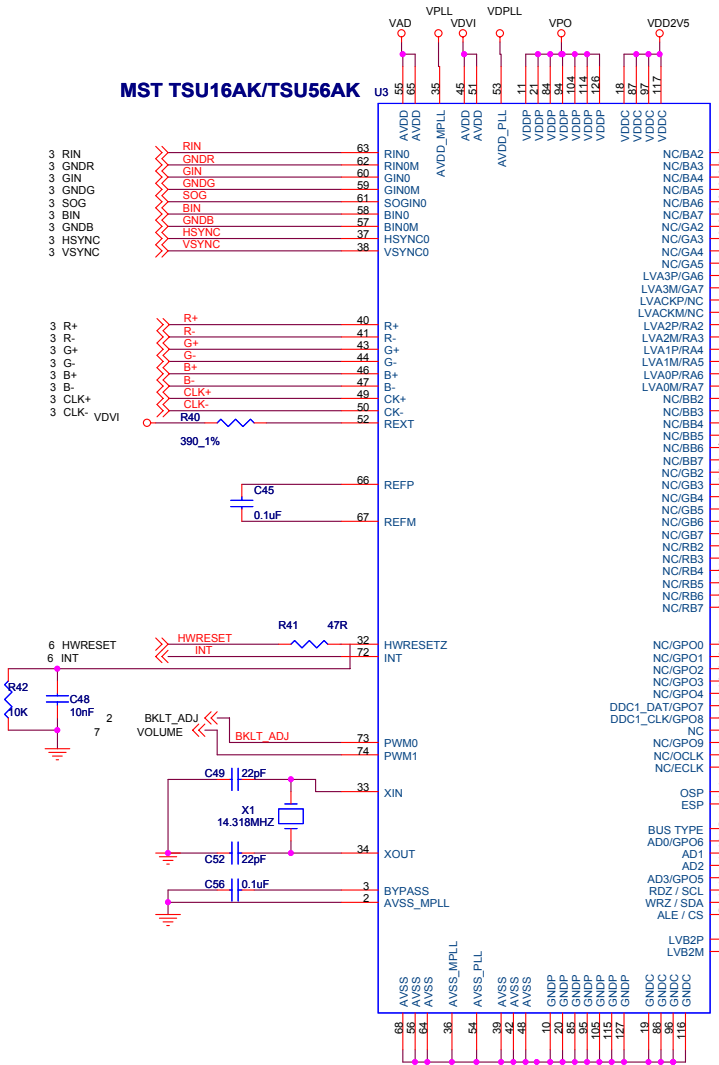 VAD
VPLL
VDVI
VDPLL
VPO
VDD2V5
MST TSU16AK/TSU56AK
U3
55 65 35 45 51 53 11 21 84 94 104 114 126 18 87 97 117
AVDD AVDD AVDD_MPLL AVDD AVDD AVDD_PLL VDDP VDDP VDDP VDDP VDDP VDDP VDDP VDDC VDDC VDDC VDDC
3 RIN RIN 63 RIN0
3 GNDR GNDR 62 RIN0M
3 GIN GIN 60 GIN0
3 GNDG GNDG 59 GIN0M
3 SOG SOG 61 SOGIN0
3 BIN BIN 58 BIN0
3 GNDB GNDB 57 BIN0M
3 HSYNC HSYNC 37 HSYNC0
3 VSYNC VSYNC 38 VSYNC0
3 R+ R+ 40 R+
3 R- R- 41 R-
3 G+ G+ 43 G+
3 G- G- 44 G-
3 B+ B+ 46 B+
3 B- B- 47 B-
3 CLK+ CLK+ 49 CK+
3 CLK- CLK- 50 CK-
VDVI R40 52 REXT
390_1%
66 REFP
C45
0.1uF
67 REFM
R41 47R
6 HWRESET HWRESET 32 HWRESETZ
6 INT INT 72 INT
R42
10K
C48
10nF
2 BKLT_ADJ
7 VOLUME
BKLT_ADJ 73 PWM0
74 PWM1
C49 22pF
33 XIN
X1
14.318MHZ
34 XOUT
C52 22pF
C56 0.1uF
3 BYPASS
2 AVSS_MPLL
NC/BA2
NC/BA3
NC/BA4
NC/BA5
NC/BA6
NC/BA7
NC/GA2
NC/GA3
NC/GA4
NC/GA5
LVA3P/GA6
LVA3M/GA7
LVACKP/NC
LVACKM/NC
LVA2P/RA2
LVA2M/RA3
LVA1P/RA4
LVA1M/RA5
LVA0P/RA6
LVA0M/RA7
NC/BB2
NC/BB3
NC/BB4
NC/BB5
NC/BB6
NC/BB7
NC/GB2
NC/GB3
NC/GB4
NC/GB5
NC/GB6
NC/GB7
NC/RB2
NC/RB3
NC/RB4
NC/RB5
NC/RB6
NC/RB7
NC/GPO0
NC/GPO1
NC/GPO2
NC/GPO3
NC/GPO4
DDC1_DAT/GPO7
DDC1_CLK/GPO8
NC
NC/GPO9
NC/OCLK
NC/ECLK
OSP
ESP
BUS TYPE
AD0/GPO6
AD1
AD2
AD3/GPO5
RDZ / SCL
WRZ / SDA
ALE / CS
LVB2P
LVB2M
AVSS AVSS AVSS AVSS_MPLL AVSS_PLL AVSS AVSS AVSS GNDP GNDP GNDP GNDP GNDP GNDP GNDP GNDC GNDC GNDC GNDC
68 56 64 36 54 39 42 48 10 20 85 95 105 115 127 19 86 96 116